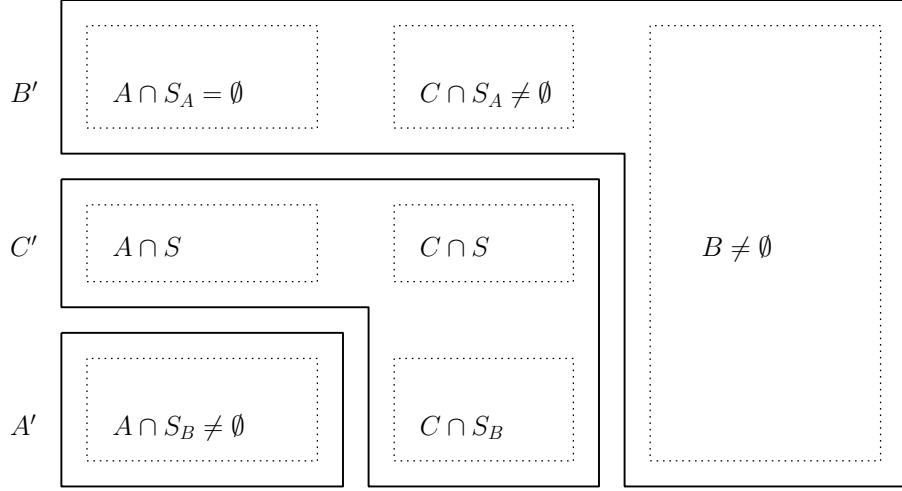 B′ A ∩ S_A = ∅ C ∩ S_A ≠ ∅
C′ A ∩ S C ∩ S B ≠ ∅
A′ A ∩ S_B ≠ ∅ C ∩ S_B